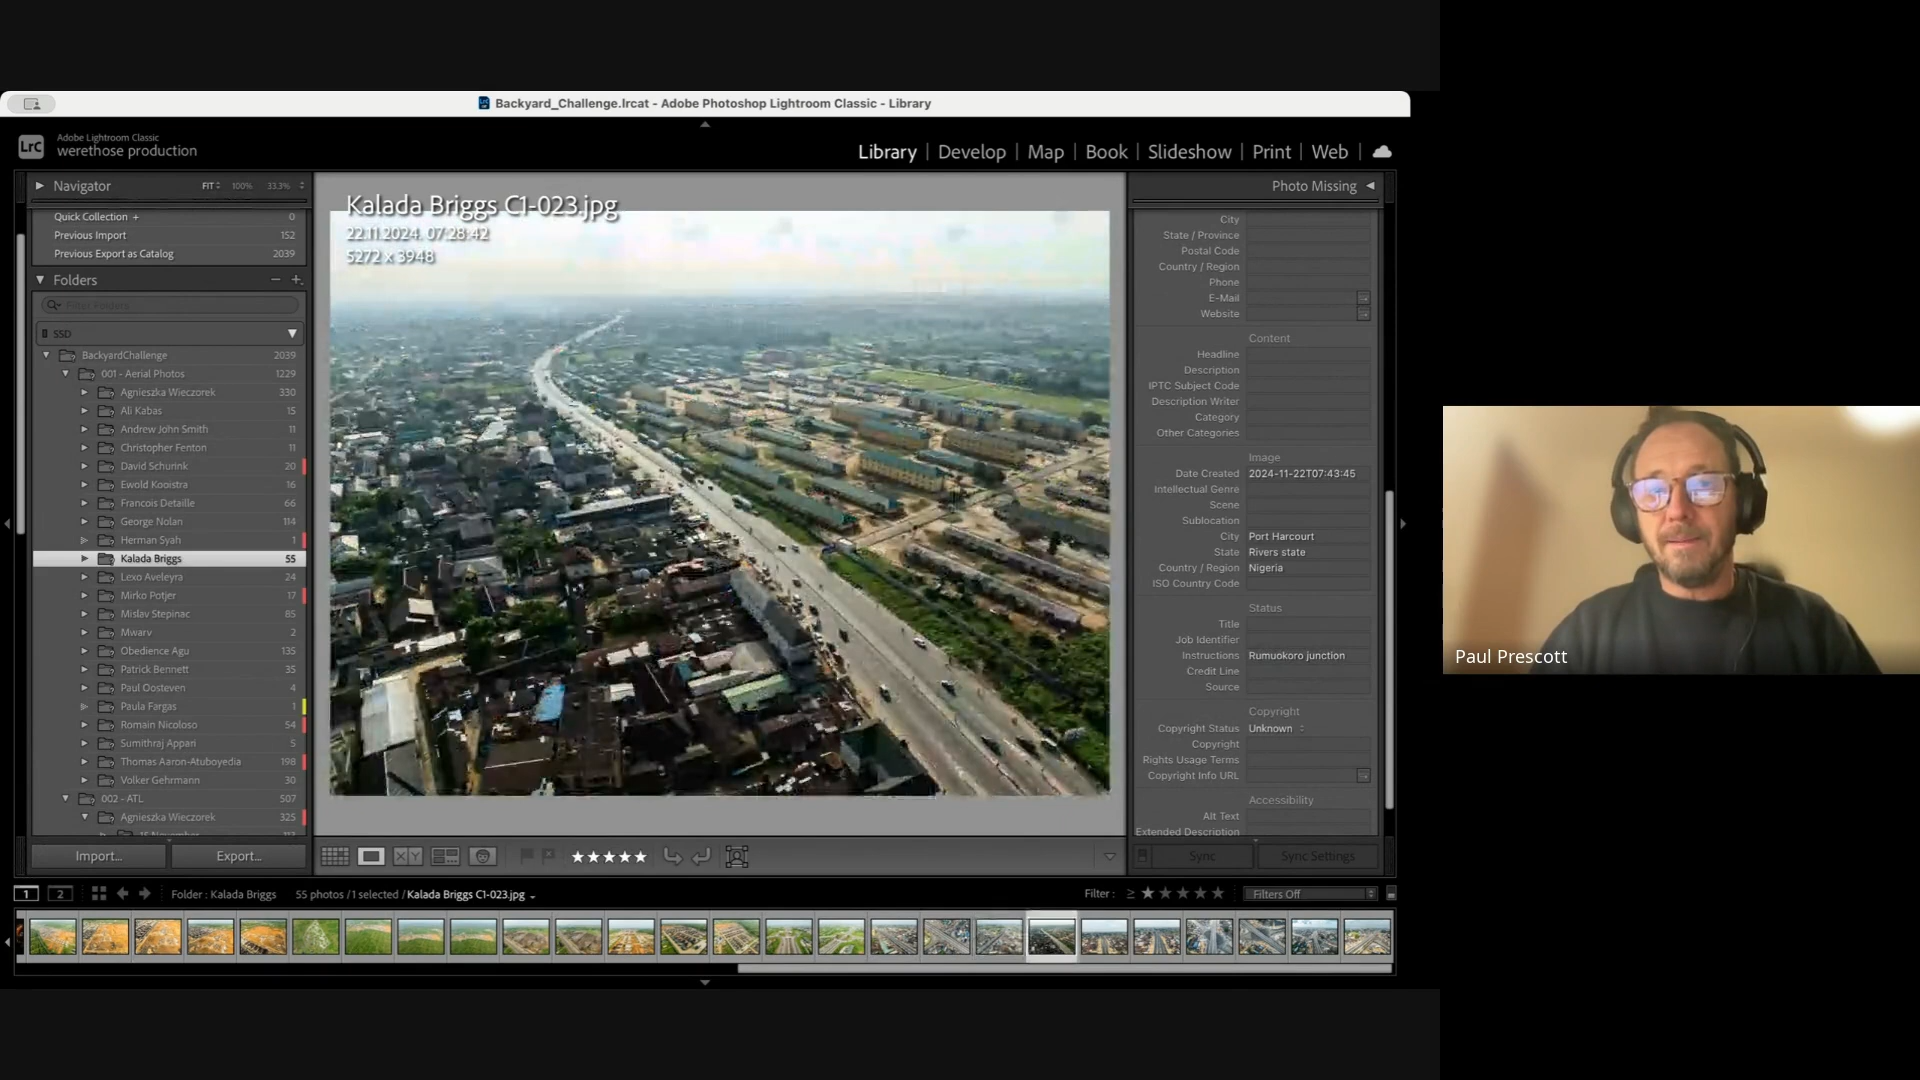 Backyard_Challenge.lrcat - Adobe Photoshop Lightroom Classic - Library
LrC
Adobe Lightroom Classic
werethose production
Library | Develop | Map | Book | Slideshow | Print | Web |
Navigator FIT 100% 33.3%
Quick Collection + 0
Previous Import 152
Previous Export as Catalog 2039
Folders
Filter Folders
SSD
BackyardChallenge 2039
001 - Aerial Photos 1229
Agnieszka Wieczorek 330
Ali Kabas 15
Andrew John Smith 11
Christopher Fenton 11
David Schurink 20
Ewold Kooistra 16
Francois Detaille 66
George Nolan 114
Herman Syah 1
Kalada Briggs 55
Lexo Aveleyra 24
Mirko Potjer 17
Mislav Stepinac 85
Mwarv 2
Obedience Agu 135
Patrick Bennett 35
Paul Oosteven 4
Paula Fargas 1
Romain Nicoloso 54
Sumithraj Appari 5
Thomas Aaron-Atuboyedia 198
Volker Gehrmann 30
002 - ATL 507
Agnieszka Wieczorek 325
15 November 113
Import...
Export...
Kalada Briggs C1-023.jpg
22.11.2024. 07:28:42
5272 x 3948
Photo Missing
City
State / Province
Postal Code
Country / Region
Phone
E-Mail
Website
Content
Headline
Description
IPTC Subject Code
Description Writer
Category
Other Categories
Image
Date Created 2024-11-22T07:43:45
Intellectual Genre
Scene
Sublocation
City Port Harcourt
State Rivers state
Country / Region Nigeria
ISO Country Code
Status
Title
Job Identifier
Instructions Rumuokoro junction
Credit Line
Source
Copyright
Copyright Status Unknown
Copyright
Rights Usage Terms
Copyright Info URL
Accessibility
Alt Text
Extended Description
Sync
Sync Settings
XY
1 2 Folder : Kalada Briggs 55 photos / 1 selected / Kalada Briggs C1-023.jpg
Filter : ≥ Filters Off
Paul Prescott